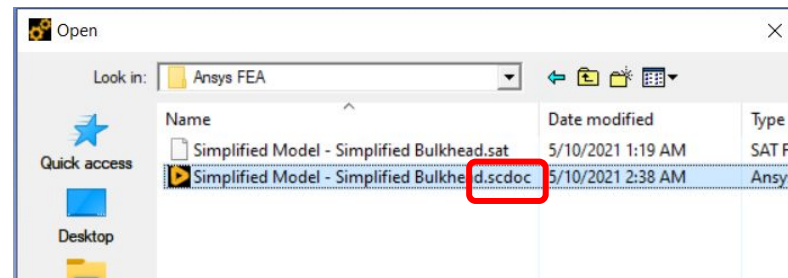 Open
Look in: Ansys FEA
Name Date modified Type
Simplified Model - Simplified Bulkhead.sat 5/10/2021 1:19 AM SAT F
Quick access
Simplified Model - Simplified Bulkhead.scdoc 5/10/2021 2:38 AM Ansy
Desktop